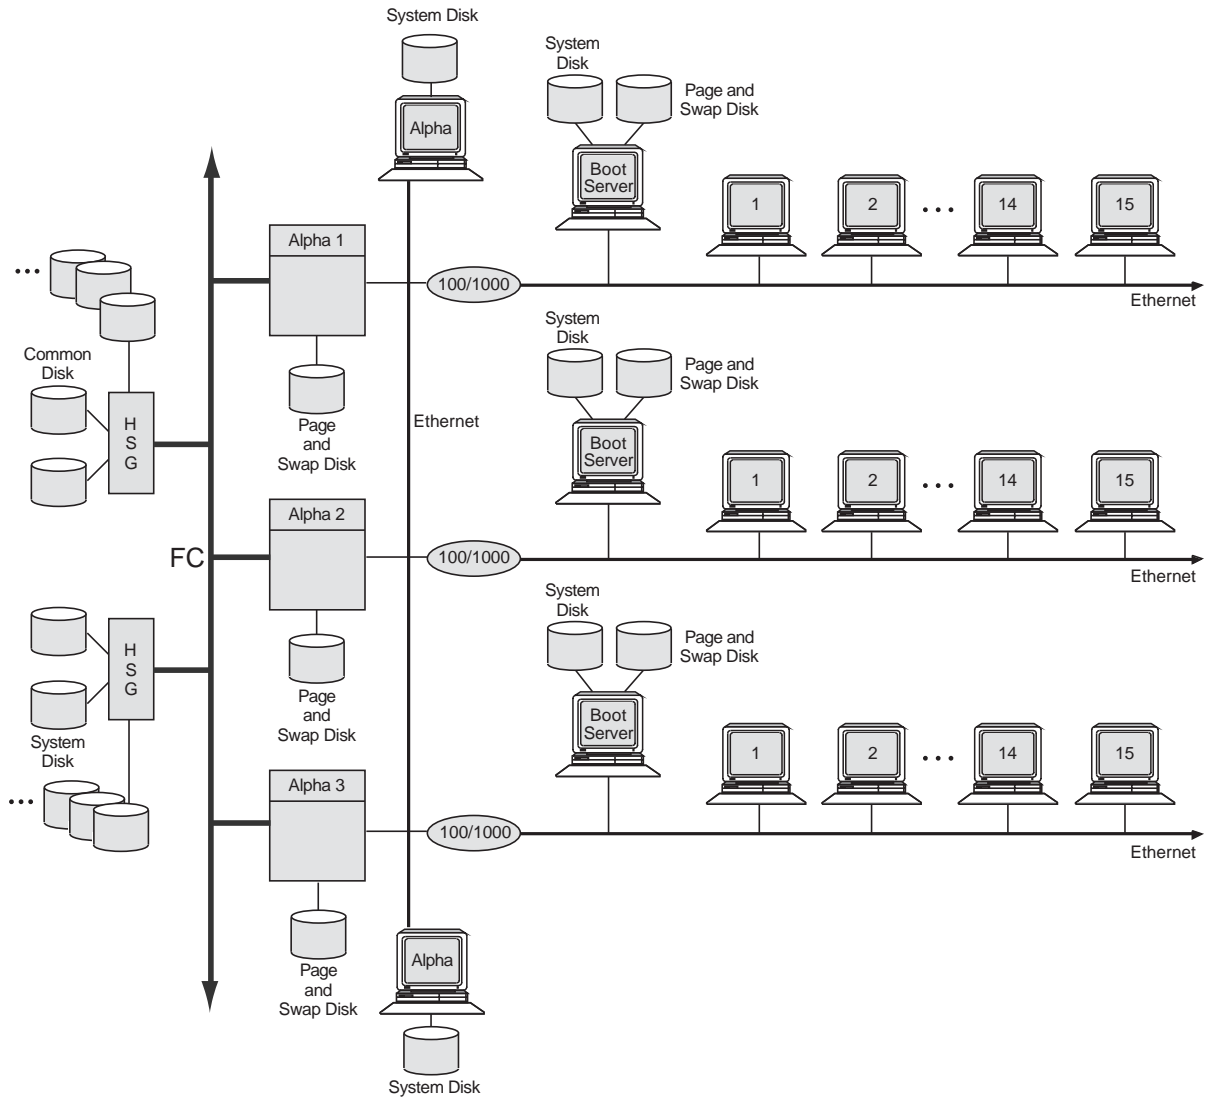 System Disk
Alpha
System
Disk
Page and
Swap Disk
Boot
Server
1
2
•••
14
15
Alpha 1
100/1000
Ethernet
•••
Common
Disk
H
S
G
Page
and
Swap Disk
Ethernet
System
Disk
Page and
Swap Disk
Boot
Server
1
2
•••
14
15
Alpha 2
FC
100/1000
Ethernet
H
S
G
System
Disk
•••
Page
and
Swap Disk
System
Disk
Page and
Swap Disk
Boot
Server
1
2
•••
14
15
Alpha 3
100/1000
Ethernet
Page
and
Swap Disk
Alpha
System Disk